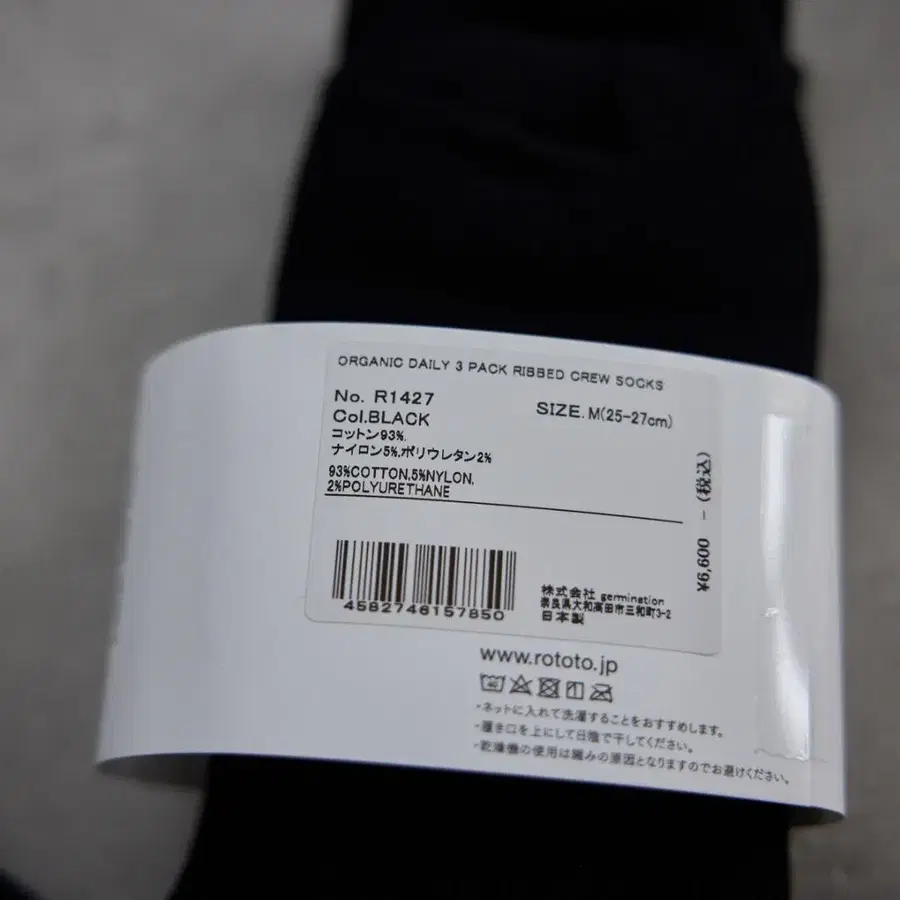 ORGANIC DAILY 3 PACK RIBBED CREW SOCKS
No. R1427
SIZE. M(25-27cm)
Col.BLACK
コットン93%.
ナイロン5%.ポリウレタン2%
93%COTTON,5%NYLON,
2%POLYURETHANE
¥6,600 - (税込)
4582746157850
株式会社 germination
奈良県大和高田市三和町3-2
日本製
www.rototo.jp
・ネットに入れて洗濯することをおすすめします。
・履き口を上にして日陰で干してください。
・乾燥機の使用は縮みの原因となりますのでお避けください。